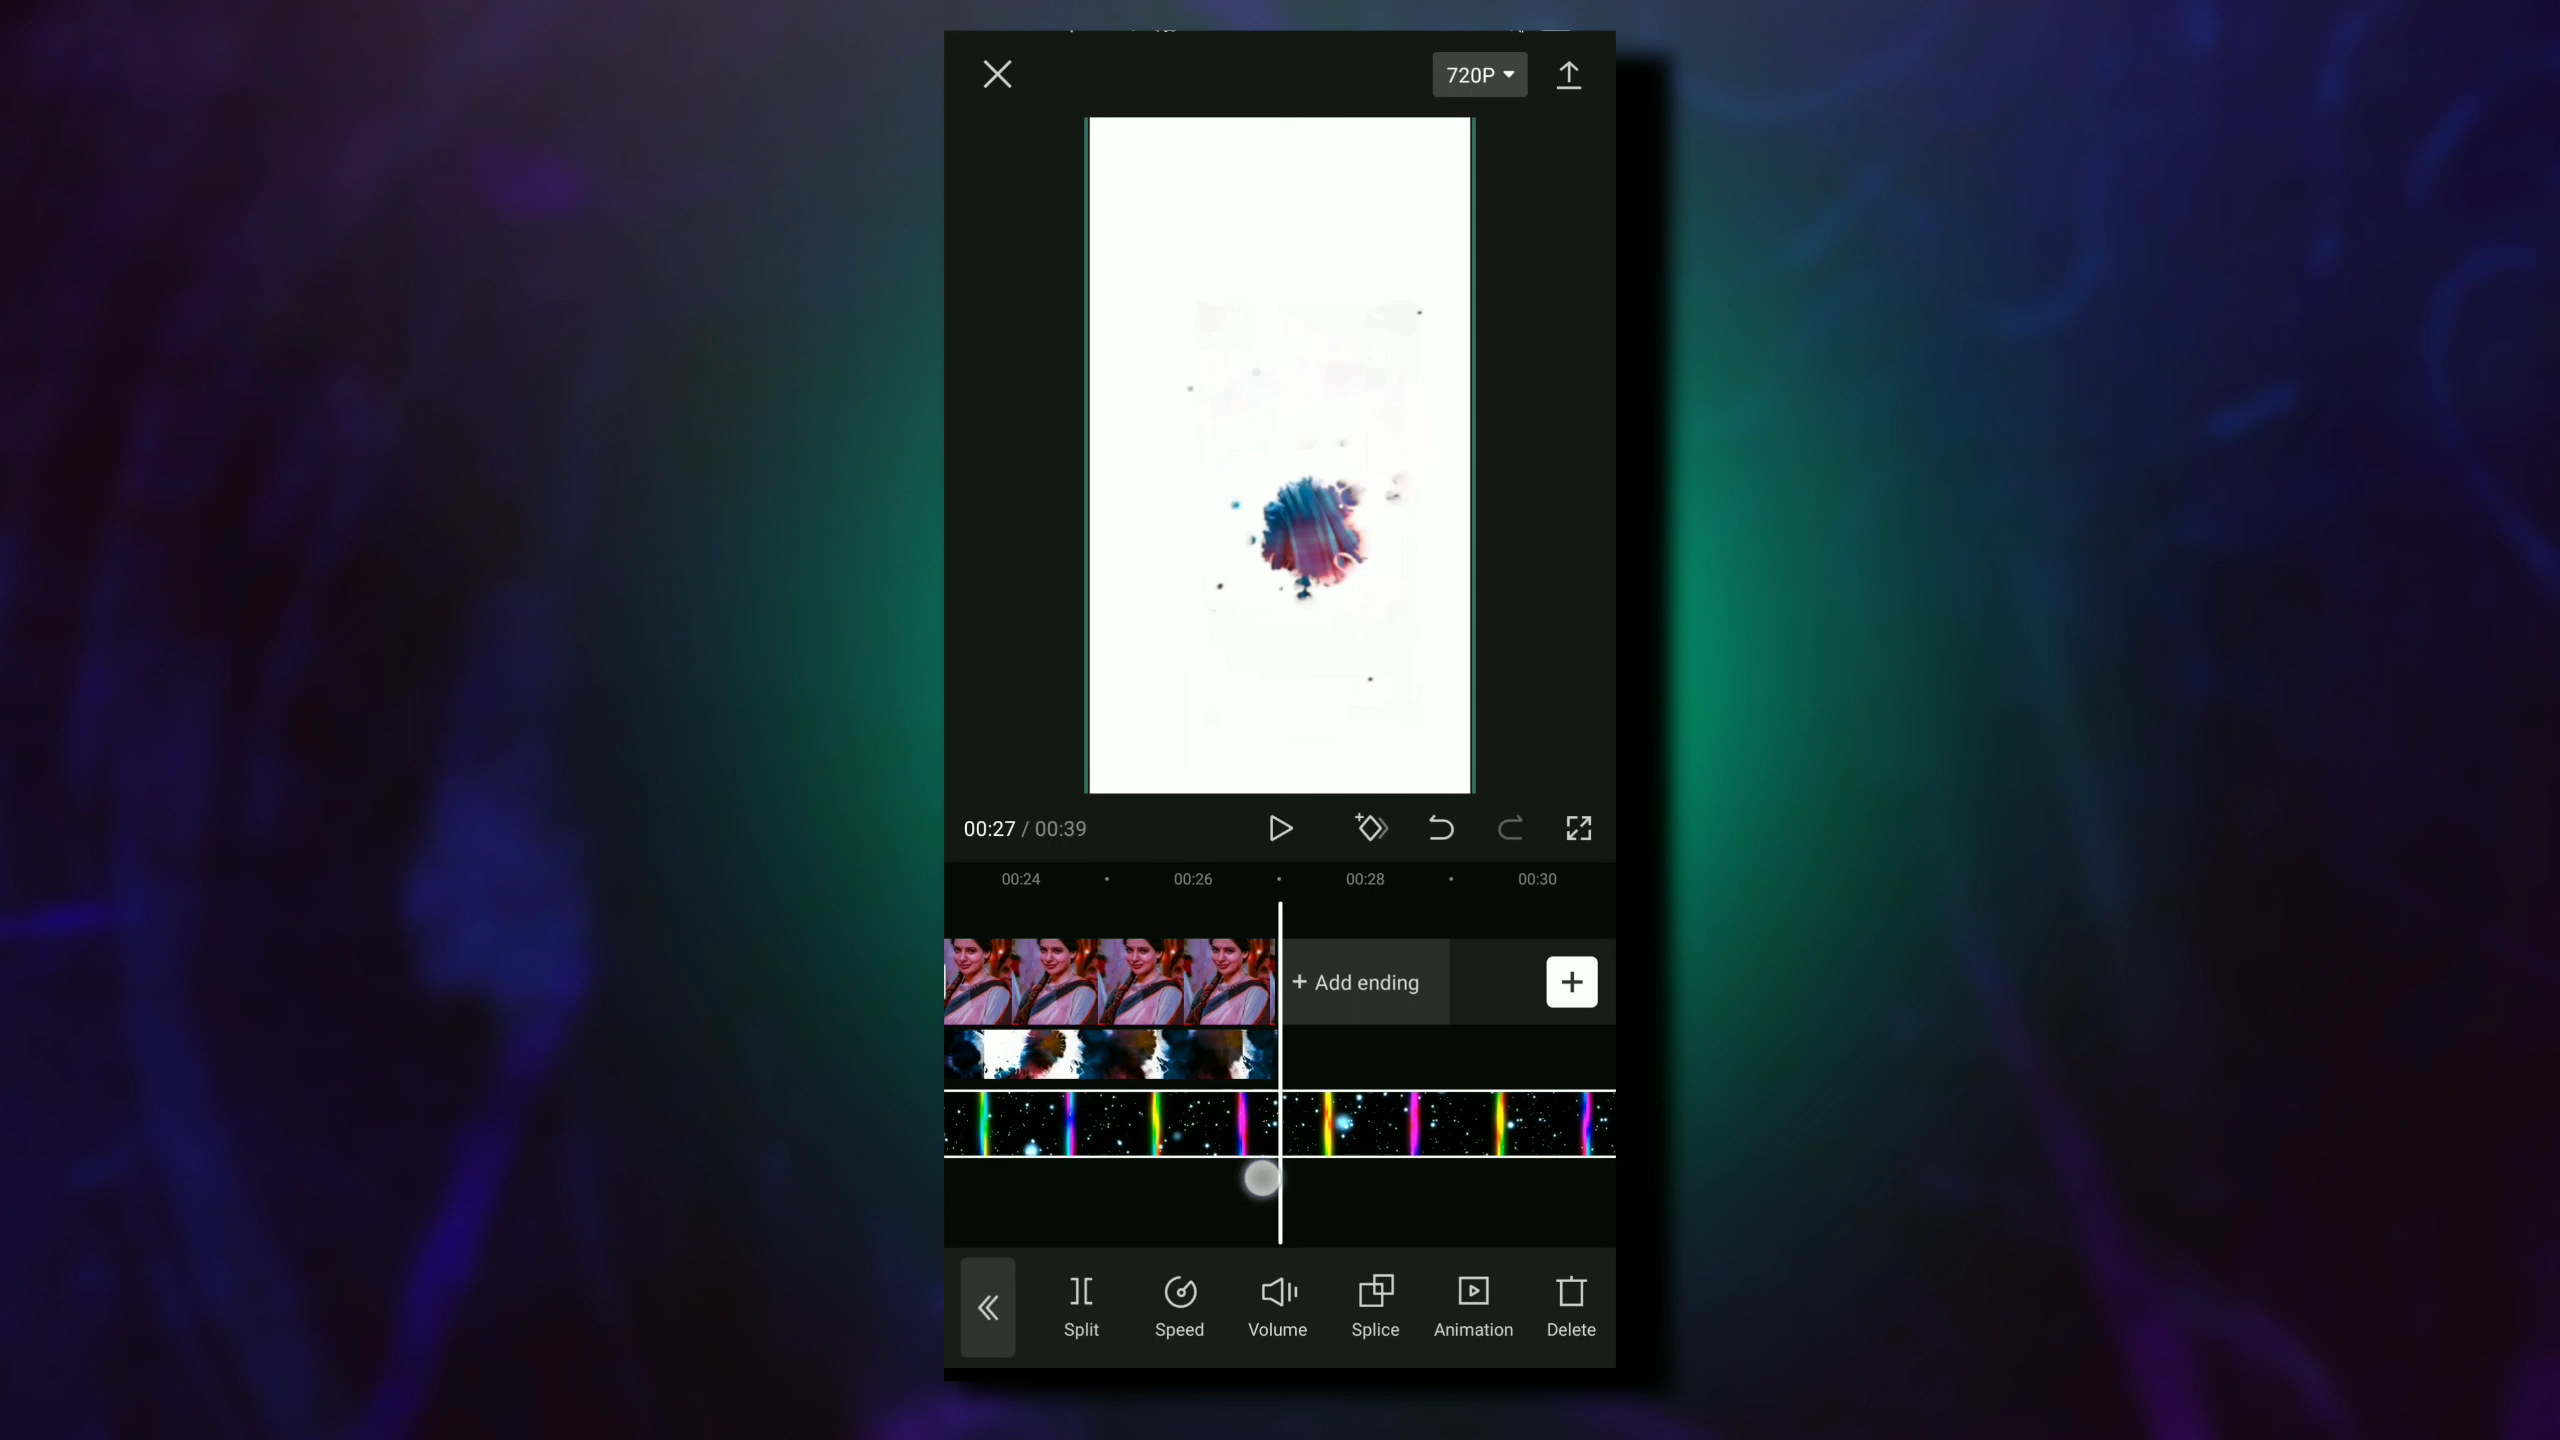 720P
00:27 / 00:39
00:24
00:26
00:28
00:30
+ Add ending
Split
Speed
Volume
Splice
Animation
Delete